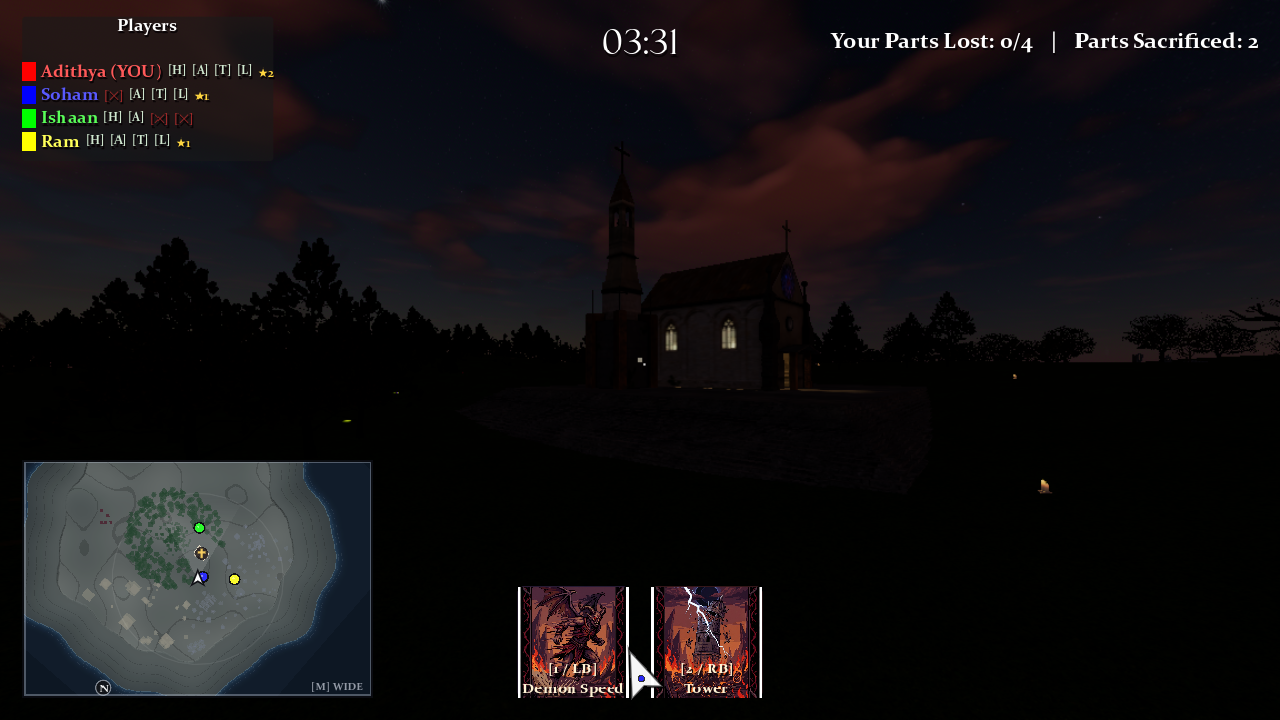 Players
Adithya (YOU) [H] [A] [T] [L] ★2
Soham [X] [A] [T] [L] ★1
Ishaan [H] [A] [X] [X]
Ram [H] [A] [T] [L] ★1
03:31
Your Parts Lost: 0/4 | Parts Sacrificed: 2
N
[M] WIDE
[1 / LB]
Demon Speed
[2 / RB]
Tower